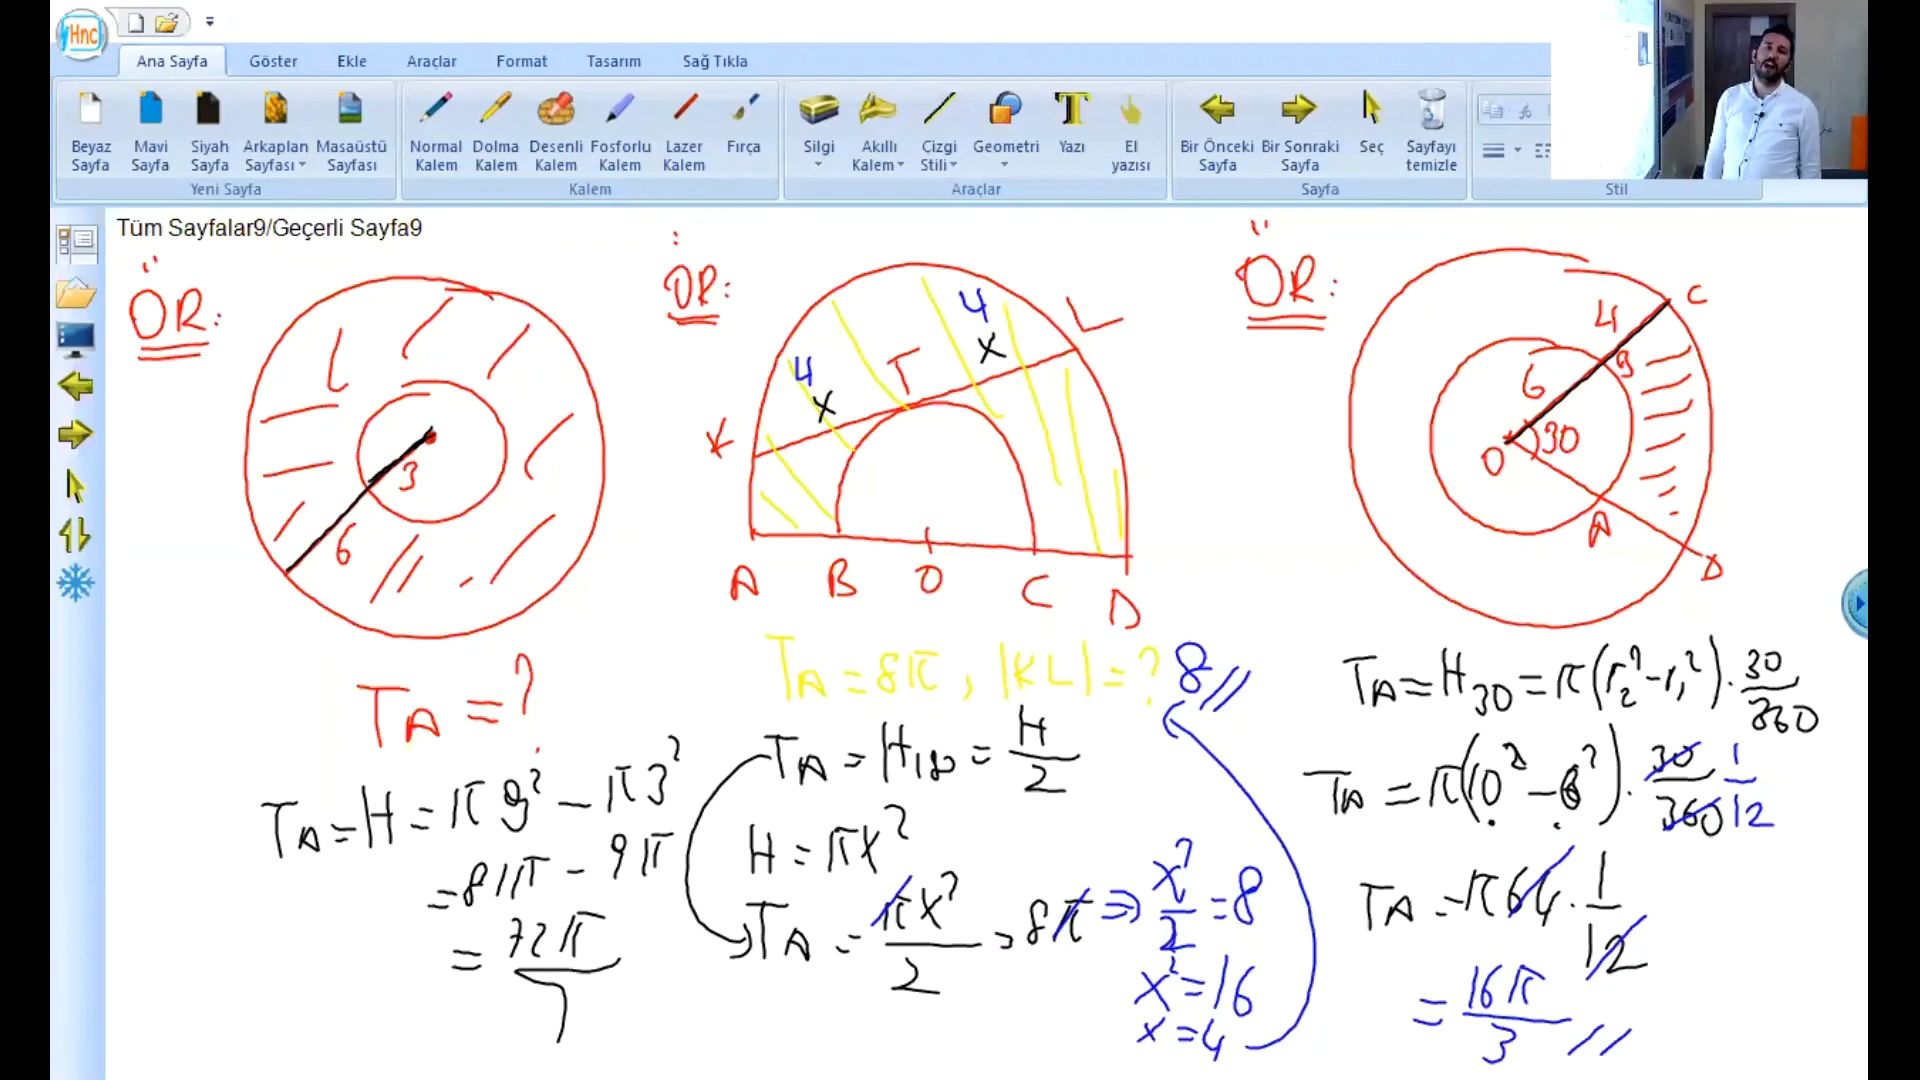 Hnc
Ana Sayfa Göster Ekle Araçlar Format Tasarım Sağ Tıkla
Beyaz Sayfa Mavi Sayfa Siyah Sayfa Arkaplan Sayfası Masaüstü Sayfası
Yeni Sayfa
Normal Kalem Dolma Kalem Desenli Kalem Fosforlu Kalem Lazer Kalem Fırça
Kalem
Silgi Akıllı Kalem Çizgi Stili Geometri Yazı El yazısı
Araçlar
Bir Önceki Sayfa Bir Sonraki Sayfa Seç Sayfayı temizle
Sayfa
Stil
Tüm Sayfalar9/Geçerli Sayfa9
ÖR:
3
6
TA = ?
TA = H = π9² − π3²
= 81π − 9π
= 72π
ÖR:
4 4
x x
K T L
A B O C D
TA = 8π, |KL| = ? 8
TA = H180 = H/2
H = πx²
TA = πx²/2 = 8π ⇒ x²/2 = 8
x² = 16
x = 4
ÖR:
4 C
6 B
O 30
A D
TA = H30 = π(r2² − r1²) . 30/360
TA = π(10² − 6²) . 30/360 1/12
TA = π64 . 1/12
= 16π/3